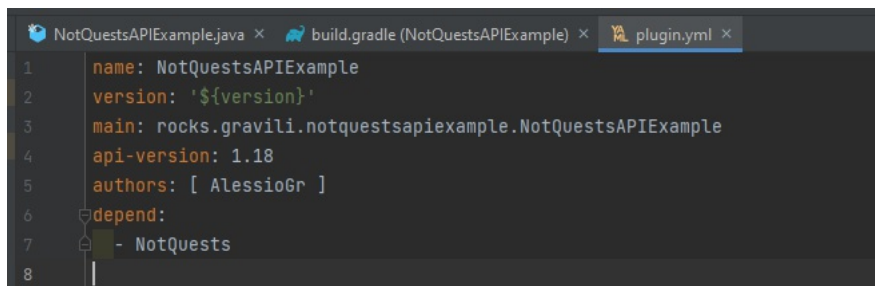 NotQuestsAPIExample.java × build.gradle (NotQuestsAPIExample) × YAML plugin.yml ×
1 name: NotQuestsAPIExample
2 version: '${version}'
3 main: rocks.gravili.notquestsapiexample.NotQuestsAPIExample
4 api-version: 1.18
5 authors: [ AlessioGr ]
6 depend:
7 - NotQuests
8